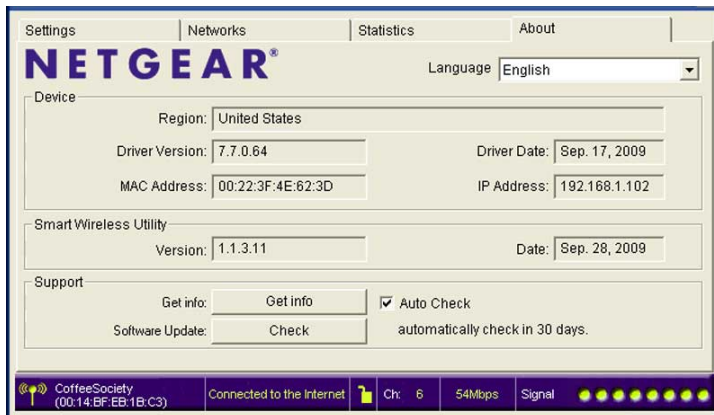 Settings Networks Statistics About
NETGEAR®
Language English
Device
Region: United States
Driver Version: 7.7.0.64 Driver Date: Sep. 17, 2009
MAC Address: 00:22:3F:4E:62:3D IP Address: 192.168.1.102
Smart Wireless Utility
Version: 1.1.3.11 Date: Sep. 28, 2009
Support
Get info: Get info Auto Check
Software Update: Check automatically check in 30 days.
CoffeeSociety
(00:14:BF:EB:1B:C3) Connected to the Internet Ch: 6 54Mbps Signal